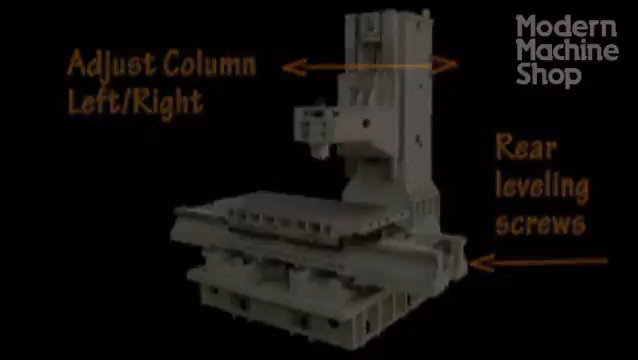 Modern
Machine
Shop
Adjust Column
Left/Right
Rear
leveling
screws